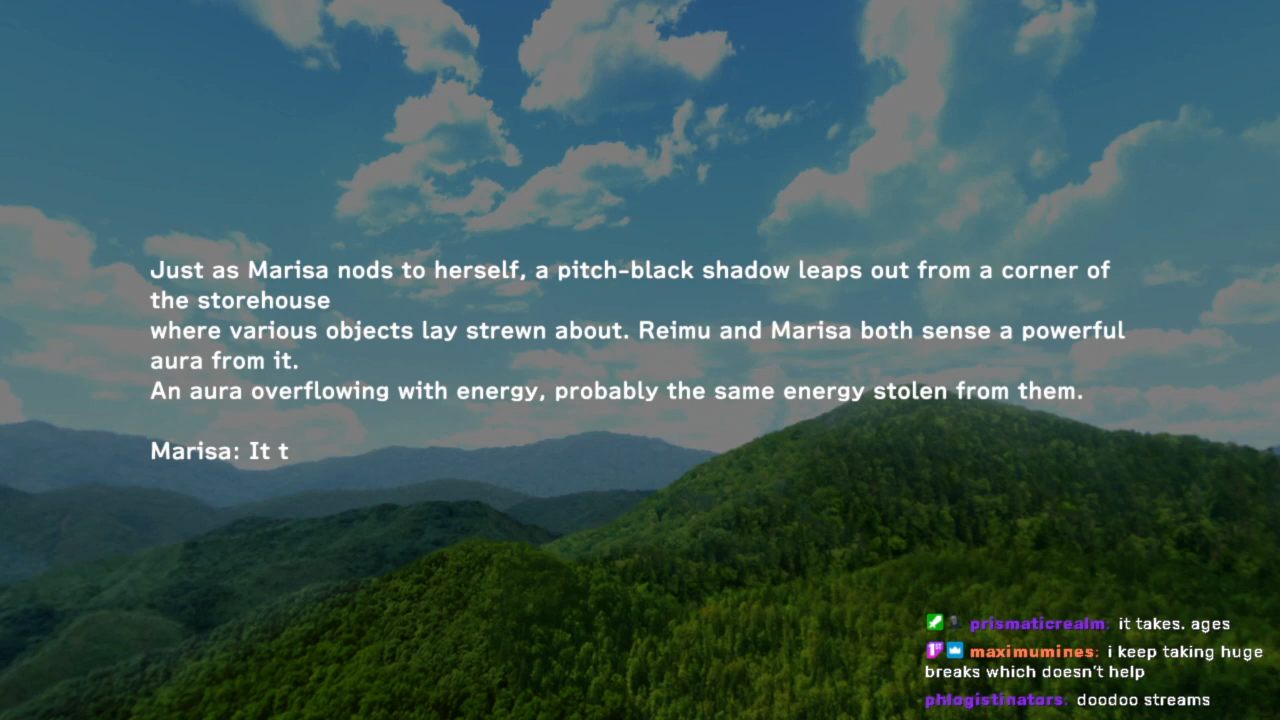 Just as Marisa nods to herself, a pitch-black shadow leaps out from a corner of
the storehouse
where various objects lay strewn about. Reimu and Marisa both sense a powerful
aura from it.
An aura overflowing with energy, probably the same energy stolen from them.
Marisa: It t
prismaticrealm: it takes. ages
maximumines: i keep taking huge
breaks which doesn't help
phlogistinators: doodoo streams